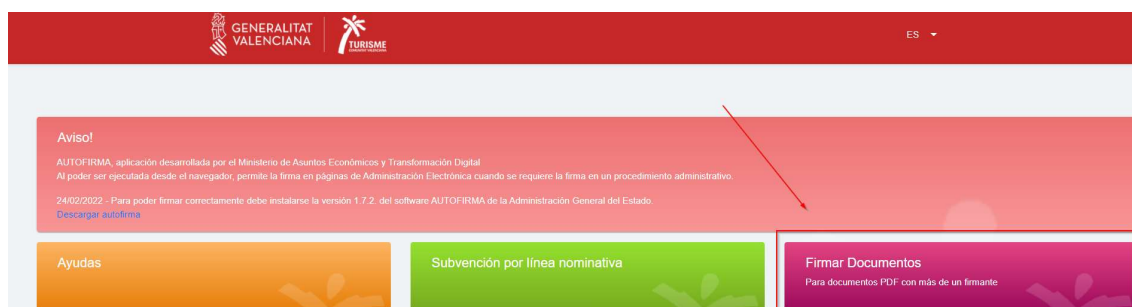 GENERALITAT
VALENCIANA
TURISME
ES
Aviso!
AUTOFIRMA, aplicación desarrollada por el Ministerio de Asuntos Económicos y Transformación Digital
Al poder ser ejecutada desde el navegador, permite la firma en páginas de Administración Electrónica cuando se requiere la firma en un procedimiento administrativo.
24/02/2022 - Para poder firmar correctamente debe instalarse la versión 1.7.2. del software AUTOFIRMA de la Administración General del Estado.
Descargar autofirma
Ayudas
Subvención por línea nominativa
Firmar Documentos
Para documentos PDF con más de un firmante